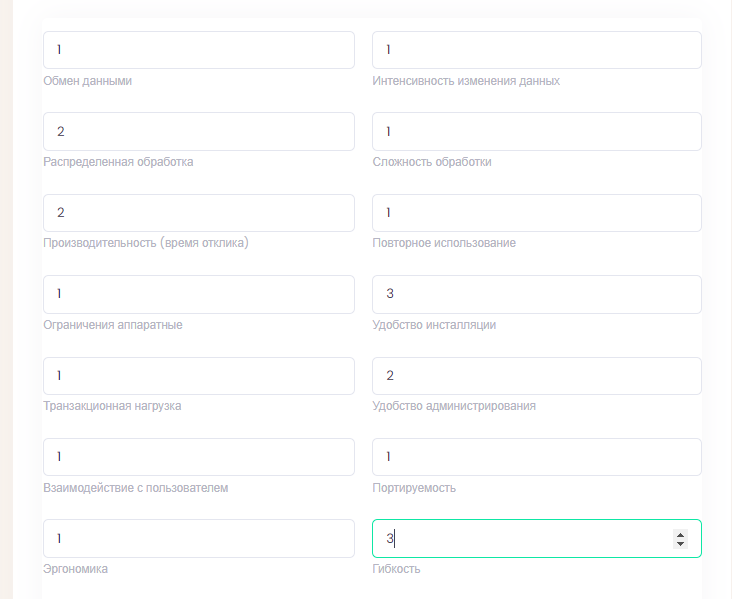 1
1
Обмен данными
Интенсивность изменения данных
2
1
Распределенная обработка
Сложность обработки
2
1
Производительность (время отклика)
Повторное использование
1
3
Ограничения аппаратные
Удобство инсталляции
1
2
Транзакционная нагрузка
Удобство администрирования
1
1
Взаимодействие с пользователем
Портируемость
1
3
Эргономика
Гибкость